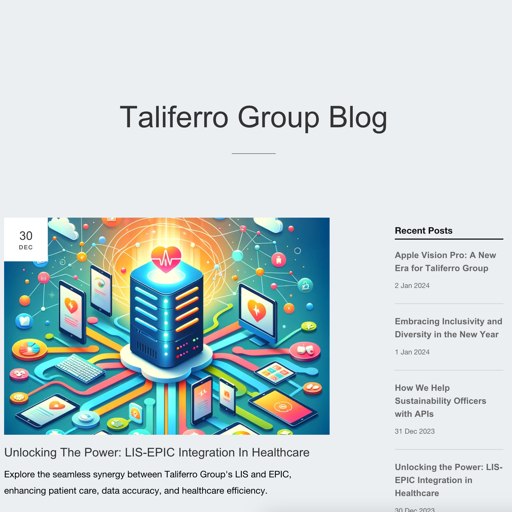 Taliferro Group Blog
30
DEC
Unlocking The Power: LIS-EPIC Integration In Healthcare
Explore the seamless synergy between Taliferro Group's LIS and EPIC,
enhancing patient care, data accuracy, and healthcare efficiency.
Recent Posts
Apple Vision Pro: A New
Era for Taliferro Group
2 Jan 2024
Embracing Inclusivity and
Diversity in the New Year
1 Jan 2024
How We Help
Sustainability Officers
with APIs
31 Dec 2023
Unlocking the Power: LIS-
EPIC Integration in
Healthcare
30 Dec 2023